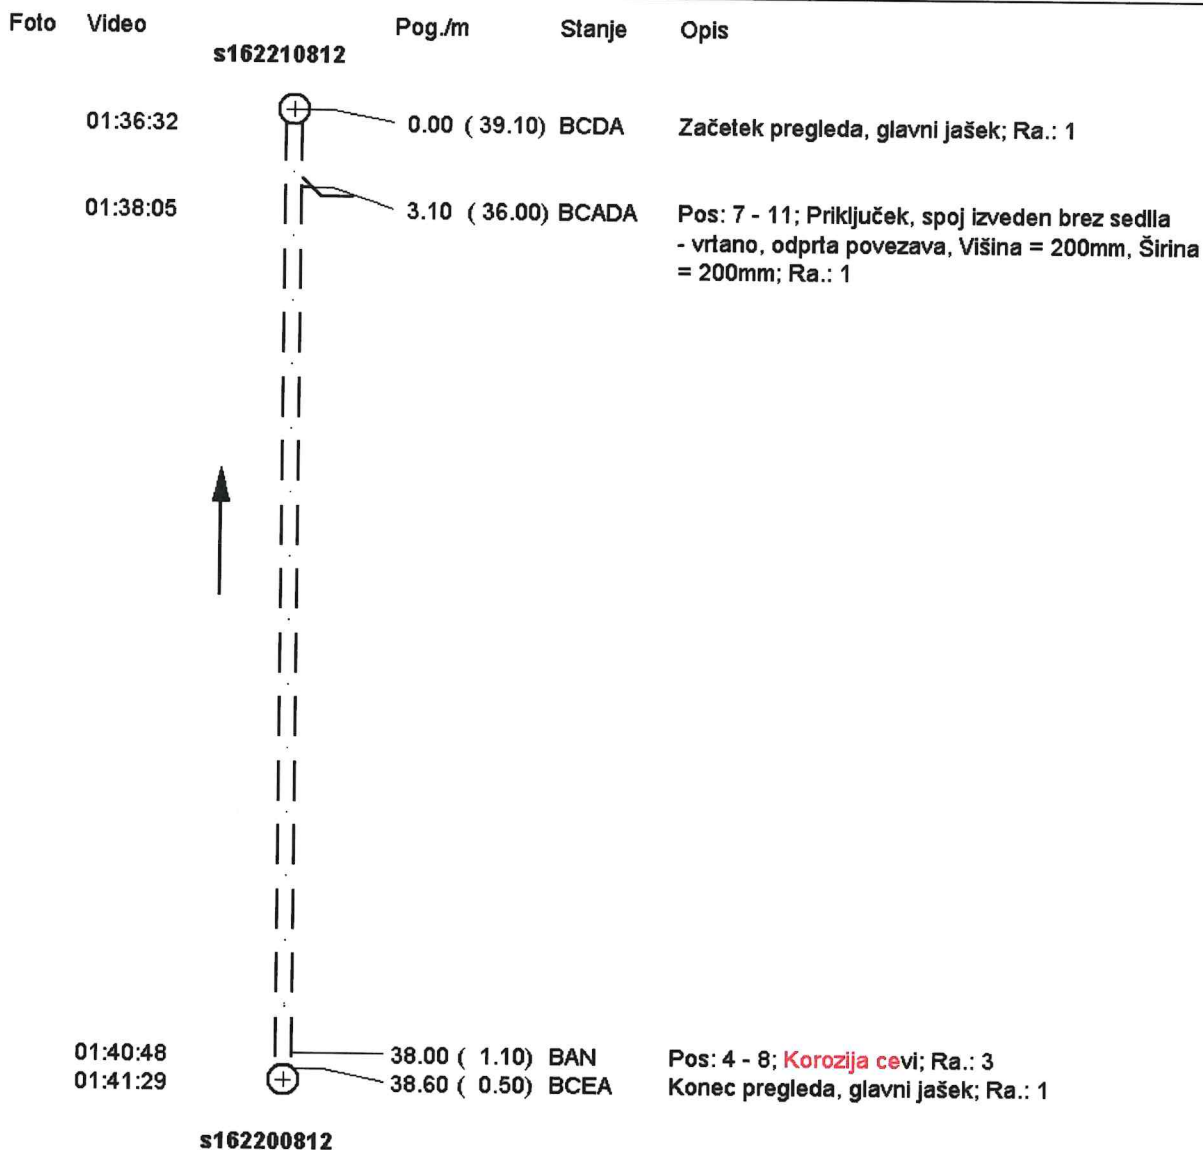 Foto Video Pog./m Stanje Opis
s162210812
01:36:32 0.00 ( 39.10) BCDA Začetek pregleda, glavni jašek; Ra.: 1
01:38:05 3.10 ( 36.00) BCADA Pos: 7 - 11; Priključek, spoj izveden brez sedlla
- vrtano, odprta povezava, Višina = 200mm, Širina
= 200mm; Ra.: 1
01:40:48 38.00 ( 1.10) BAN Pos: 4 - 8; Korozija cevi; Ra.: 3
01:41:29 38.60 ( 0.50) BCEA Konec pregleda, glavni jašek; Ra.: 1
s162200812